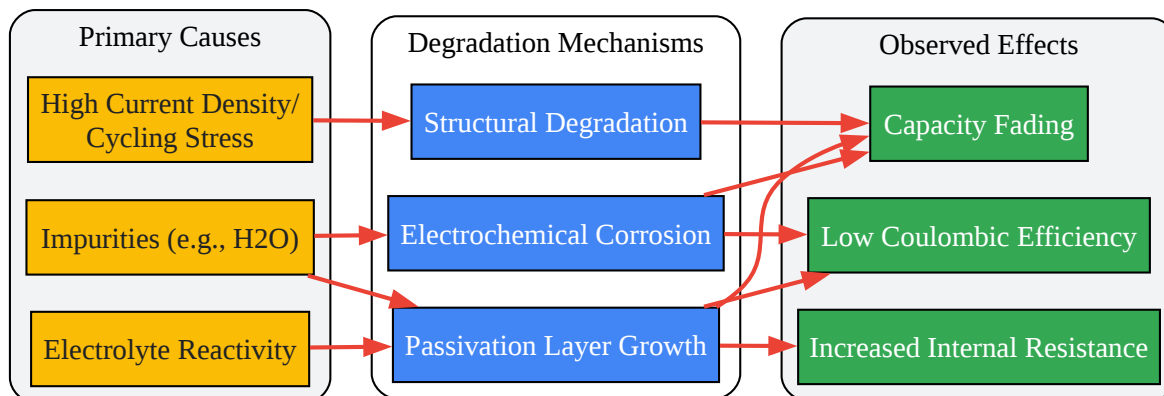 Primary Causes
High Current Density/
Cycling Stress
Impurities (e.g., H2O)
Electrolyte Reactivity
Degradation Mechanisms
Structural Degradation
Electrochemical Corrosion
Passivation Layer Growth
Observed Effects
Capacity Fading
Low Coulombic Efficiency
Increased Internal Resistance